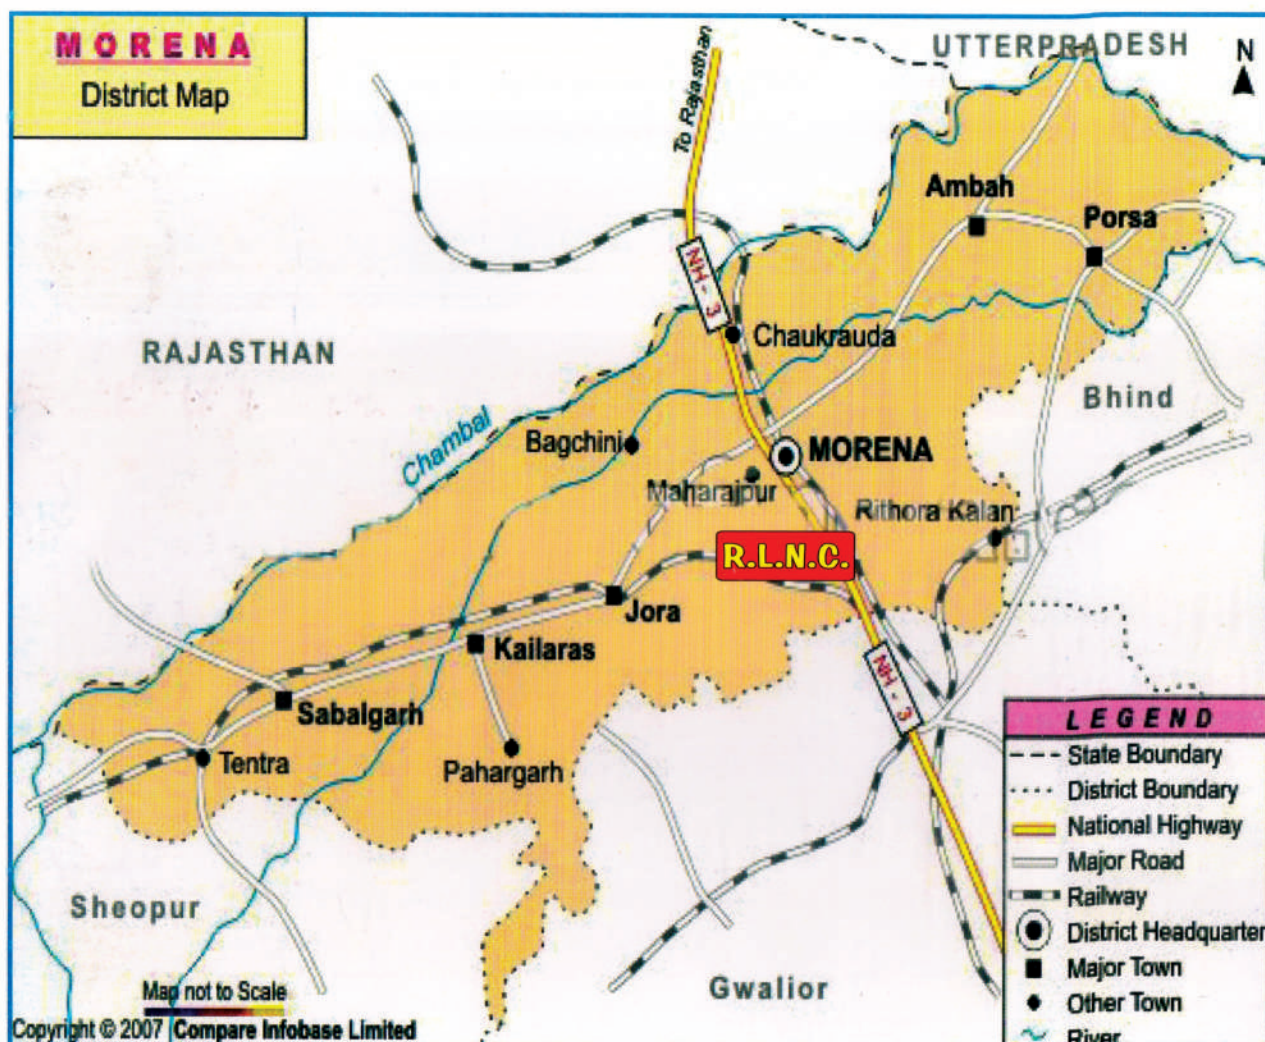 MORENA
District Map
To Rajasthan
UTTERPRADESH
N
Ambah
Porsa
NH - 3
Chaukrauda
RAJASTHAN
Bhind
Chambal
Bagchini
MORENA
Maharajpur
Rithora Kalan
R.L.N.C.
Jora
Kailaras
NH - 3
Sabalgarh
Tentra
Pahargarh
LEGEND
State Boundary
District Boundary
National Highway
Major Road
Railway
District Headquarter
Major Town
Other Town
River
Sheopur
Gwalior
Map not to Scale
Copyright © 2007 Compare Infobase Limited